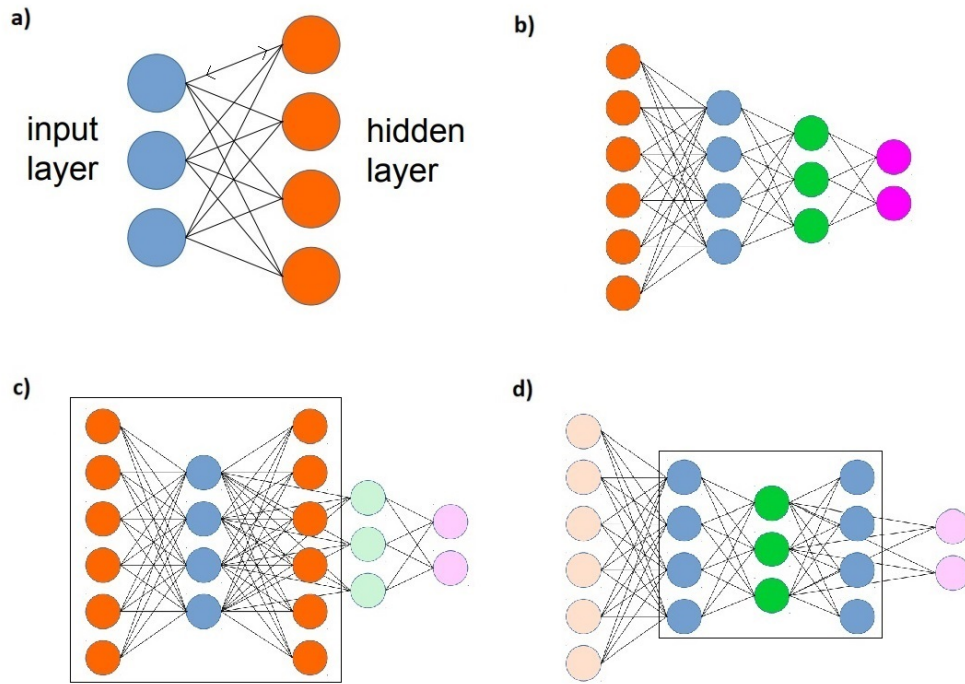 a)
input
layer
hidden
layer
b)
c)
d)